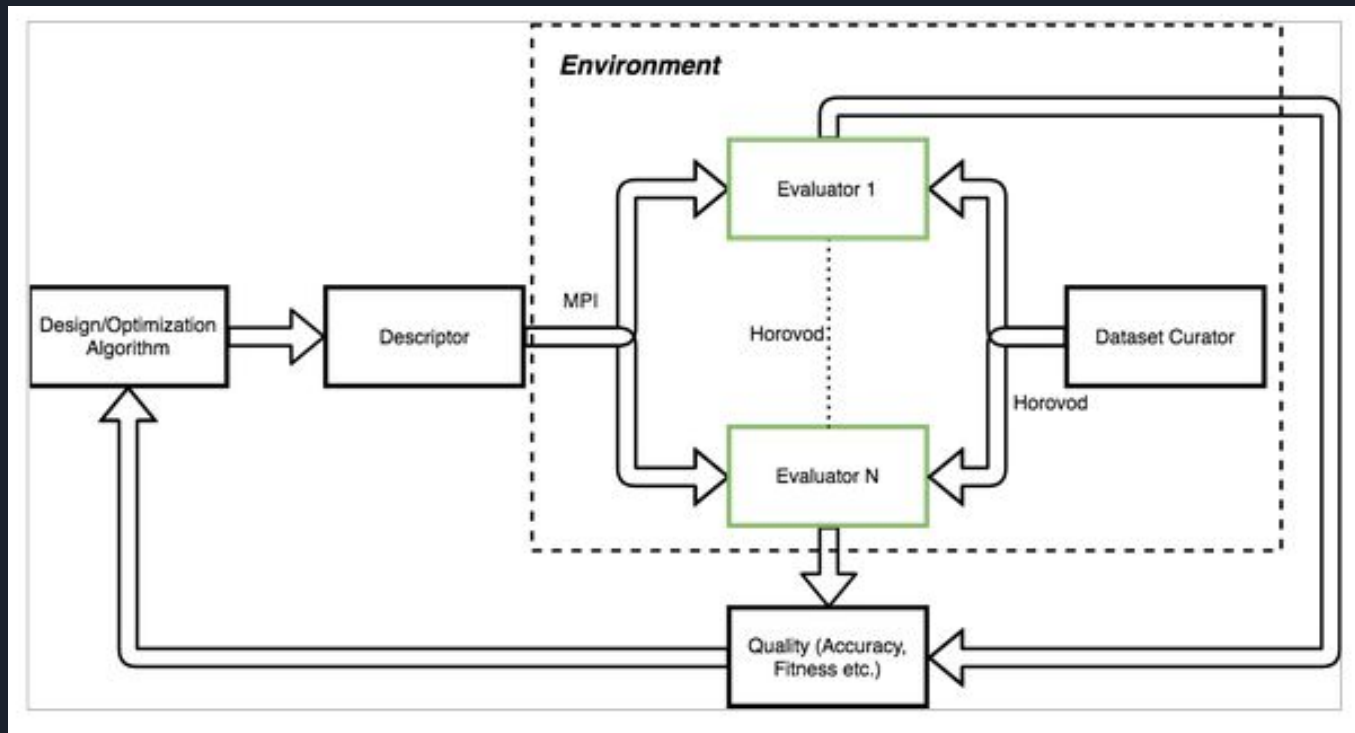 Environment
Evaluator 1
MPI
Design/Optimization
Algorithm
Descriptor
Horovod
Dataset Curator
Horovod
Evaluator N
Quality (Accuracy,
Fitness etc.)